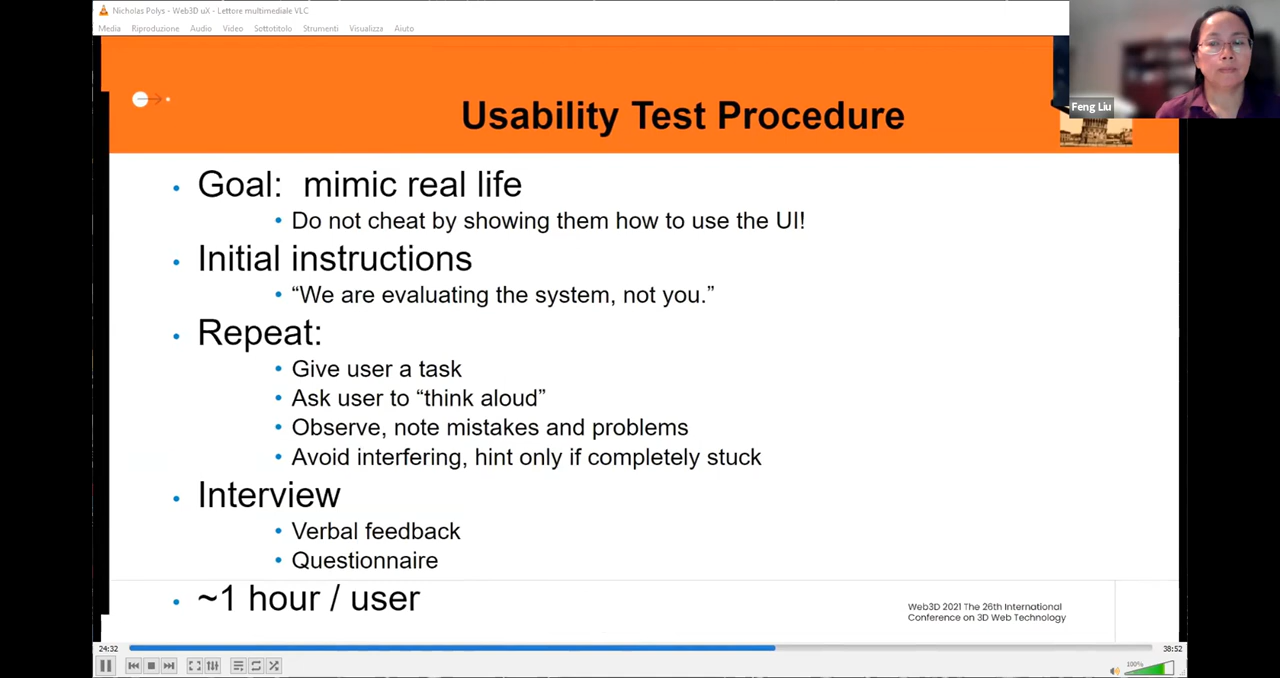 Nicholas Polys - Web3D uX - Lettore multimediale VLC
Media Riproduzione Audio Video Sottotitolo Strumenti Visualizza Aiuto
Feng Liu
Usability Test Procedure
• Goal: mimic real life
• Do not cheat by showing them how to use the UI!
• Initial instructions
• “We are evaluating the system, not you.”
• Repeat:
• Give user a task
• Ask user to “think aloud”
• Observe, note mistakes and problems
• Avoid interfering, hint only if completely stuck
• Interview
• Verbal feedback
• Questionnaire
• ~1 hour / user
Web3D 2021 The 26th International
Conference on 3D Web Technology
24:32
38:52
100%